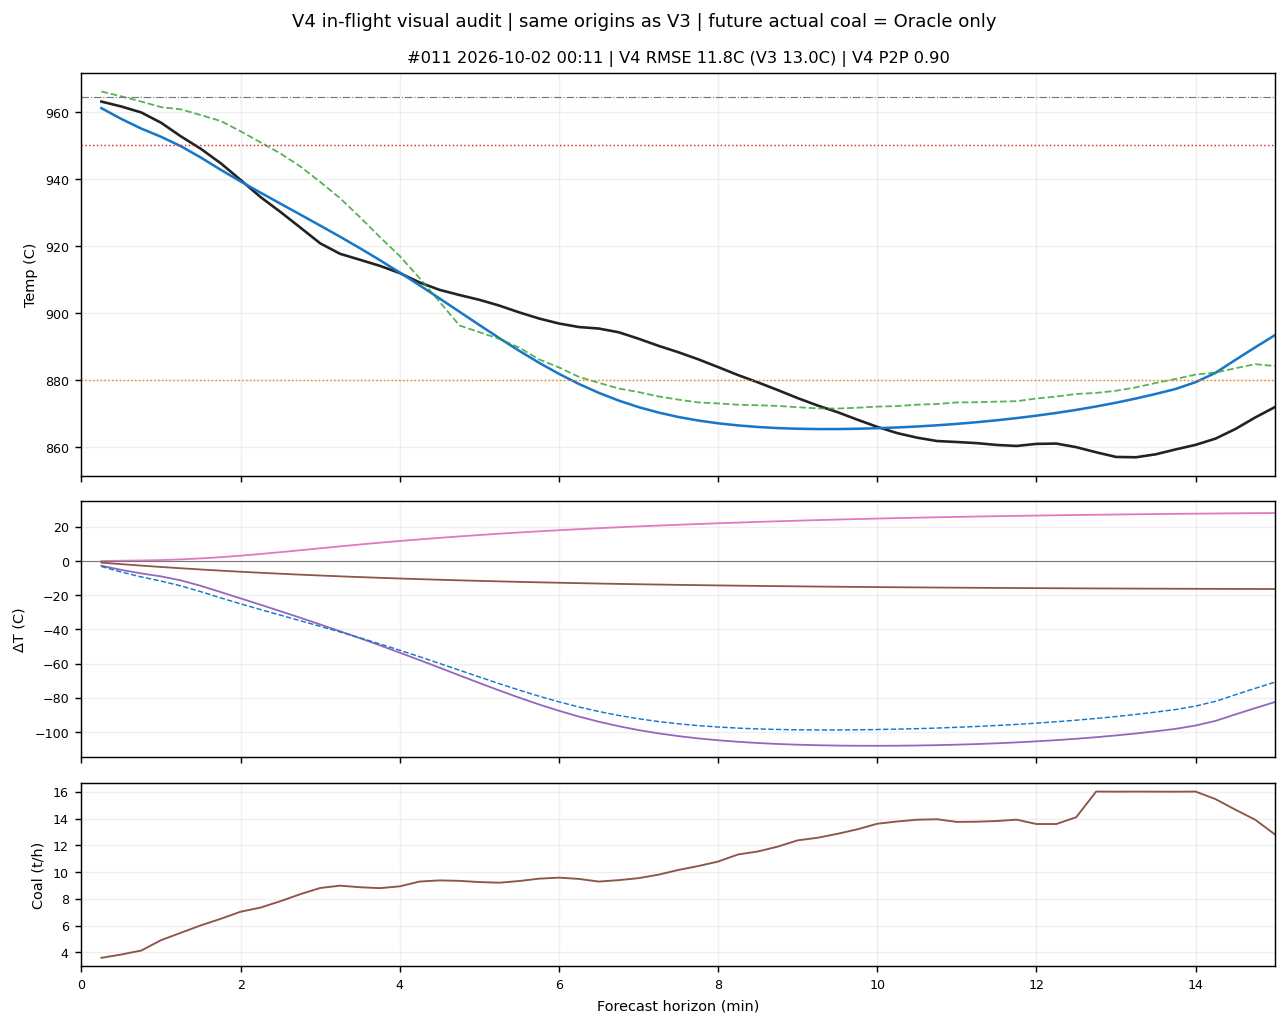 V4 in-flight visual audit | same origins as V3 | future actual coal = Oracle only
#011 2026-10-02 00:11 | V4 RMSE 11.8C (V3 13.0C) | V4 P2P 0.90
960
940
920
900
880
860
Temp (C)
20
0
−20
−40
−60
−80
−100
ΔT (C)
16
14
12
10
8
6
4
Coal (t/h)
0 2 4 6 8 10 12 14
Forecast horizon (min)